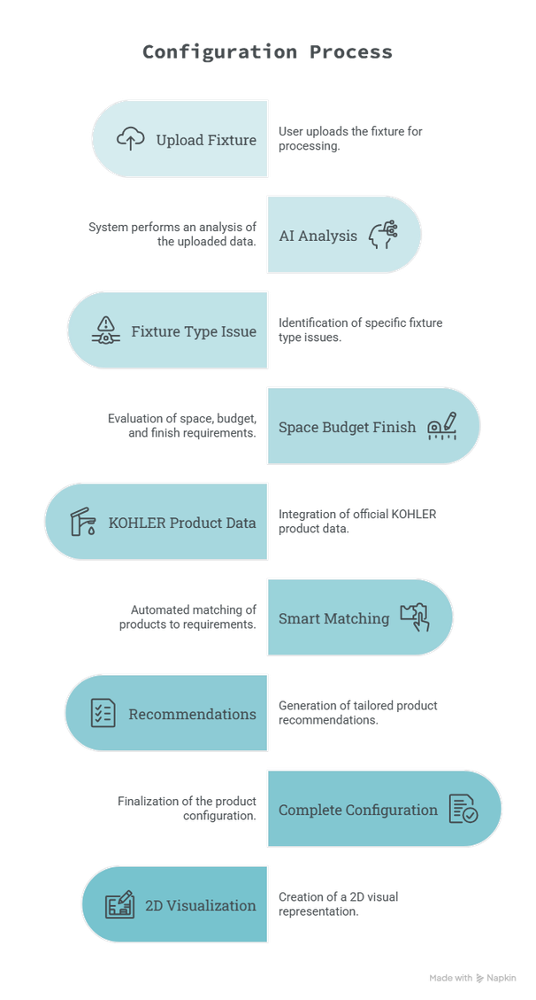 Configuration Process
Upload Fixture
User uploads the fixture for
processing.
System performs an analysis of
the uploaded data.
AI Analysis
Fixture Type Issue
Identification of specific fixture
type issues.
Evaluation of space, budget,
and finish requirements.
Space Budget Finish
KOHLER Product Data
Integration of official KOHLER
product data.
Automated matching of
products to requirements.
Smart Matching
Recommendations
Generation of tailored product
recommendations.
Finalization of the product
configuration.
Complete Configuration
2D Visualization
Creation of a 2D visual
representation.
Made with Napkin